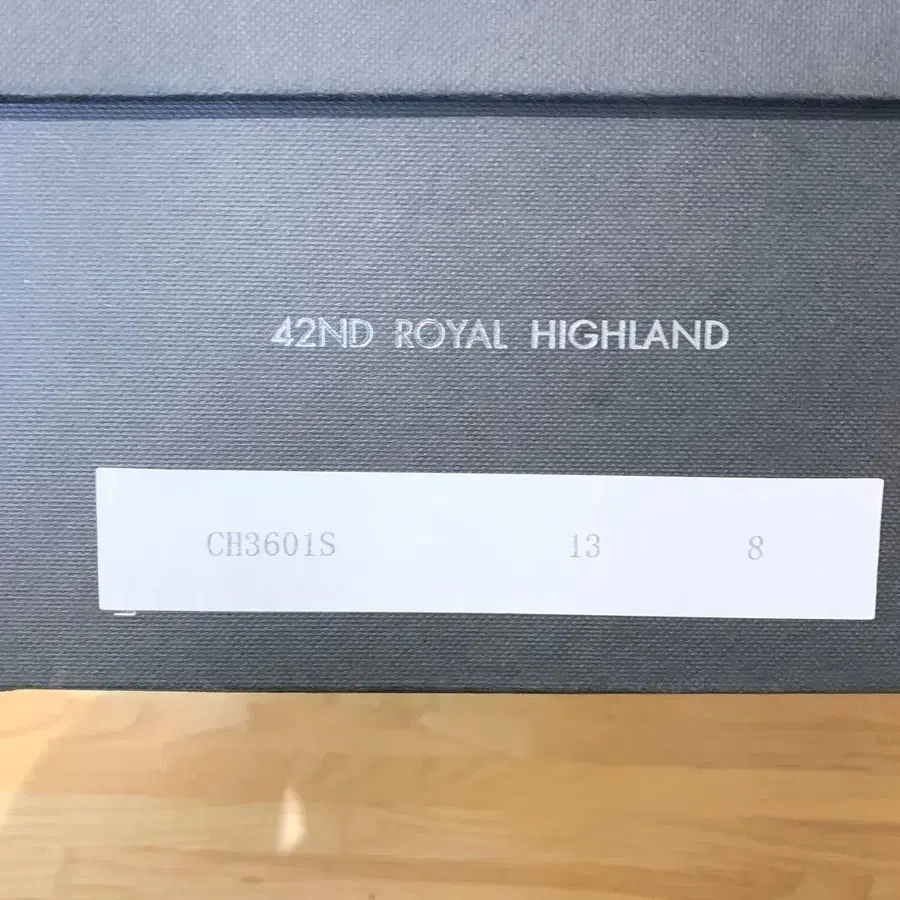 42ND ROYAL HIGHLAND
CH3601S 13 8